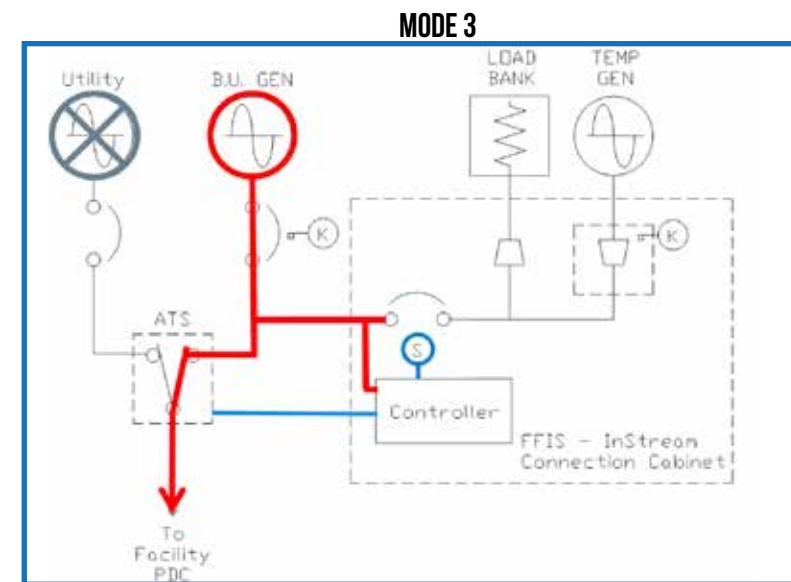 MODE 3
Utility
B.U. GEN
LOAD
BANK
TEMP
GEN
K
K
ATS
S
Controller
FFIS - InStream
Connection Cabinet
To
Facility
PDC